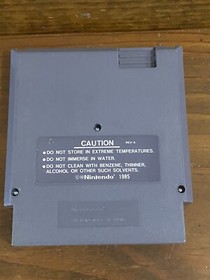 CAUTION REV-A
● DO NOT STORE IN EXTREME TEMPERATURES.
● DO NOT IMMERSE IN WATER.
● DO NOT CLEAN WITH BENZENE, THINNER,
ALCOHOL OR OTHER SUCH SOLVENTS.
©®Nintendo 1985